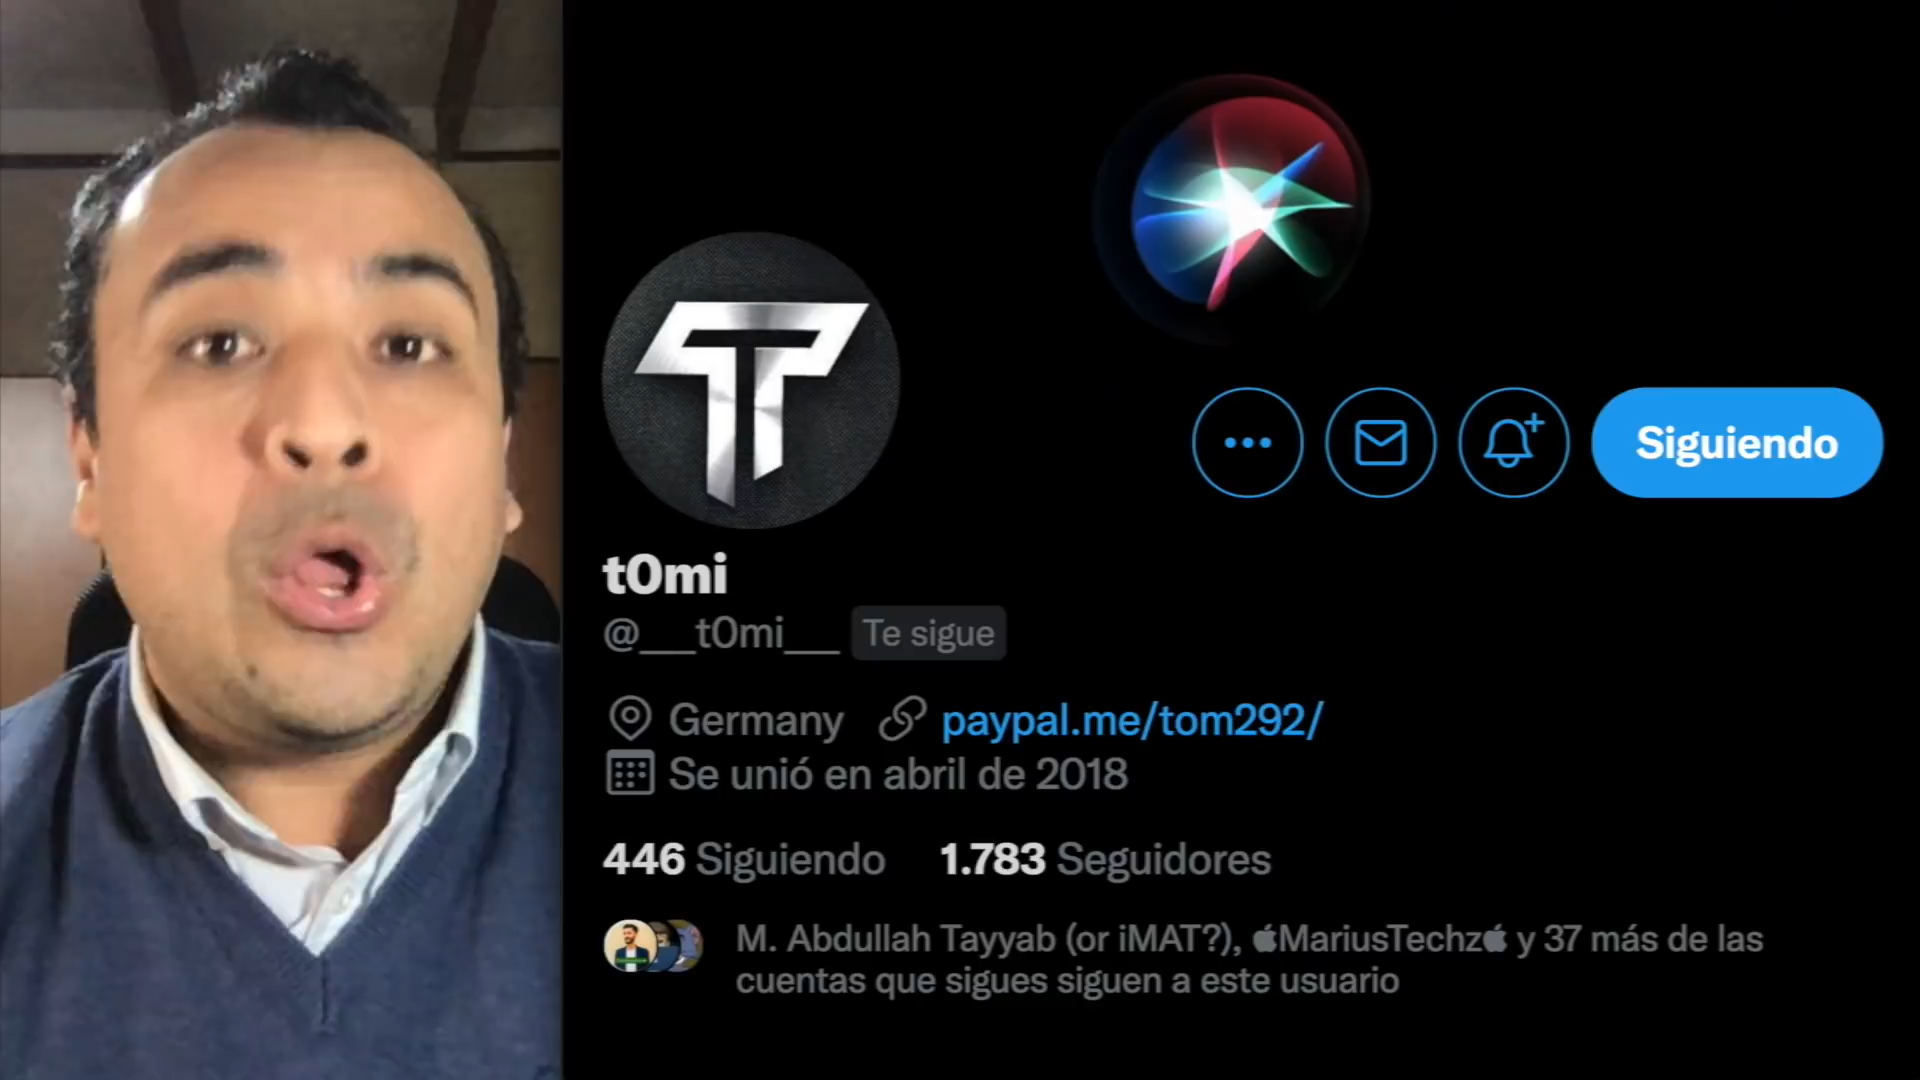 Siguiendo
t0mi
@___t0mi___ Te sigue
Germany paypal.me/tom292/
Se unió en abril de 2018
446 Siguiendo 1.783 Seguidores
M. Abdullah Tayyab (or iMAT?), MariusTechz y 37 más de las
cuentas que sigues siguen a este usuario